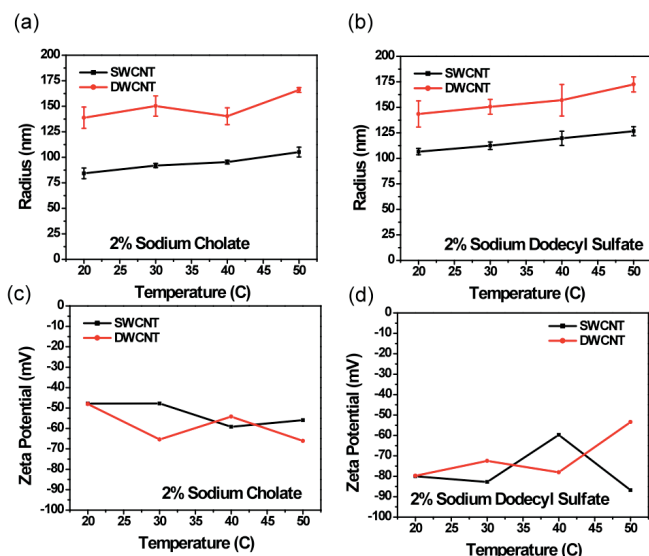 (a)
200
175
150
125
100
75
50
25
0
Radius (nm)
SWCNT
DWCNT
2% Sodium Cholate
20 25 30 35 40 45 50
Temperature (C)
(b)
200
175
150
125
100
75
50
25
0
Radius (nm)
SWCNT
DWCNT
2% Sodium Dodecyl Sulfate
20 25 30 35 40 45 50
Temperature (C)
(c)
0
-10
-20
-30
-40
-50
-60
-70
-80
-90
-100
Zeta Potential (mV)
SWCNT
DWCNT
2% Sodium Cholate
20 25 30 35 40 45 50
Temperature (C)
(d)
0
-10
-20
-30
-40
-50
-60
-70
-80
-90
-100
Zeta Potential (mV)
SWCNT
DWCNT
2% Sodium Dodecyl Sulfate
20 25 30 35 40 45 50
Temperature (C)